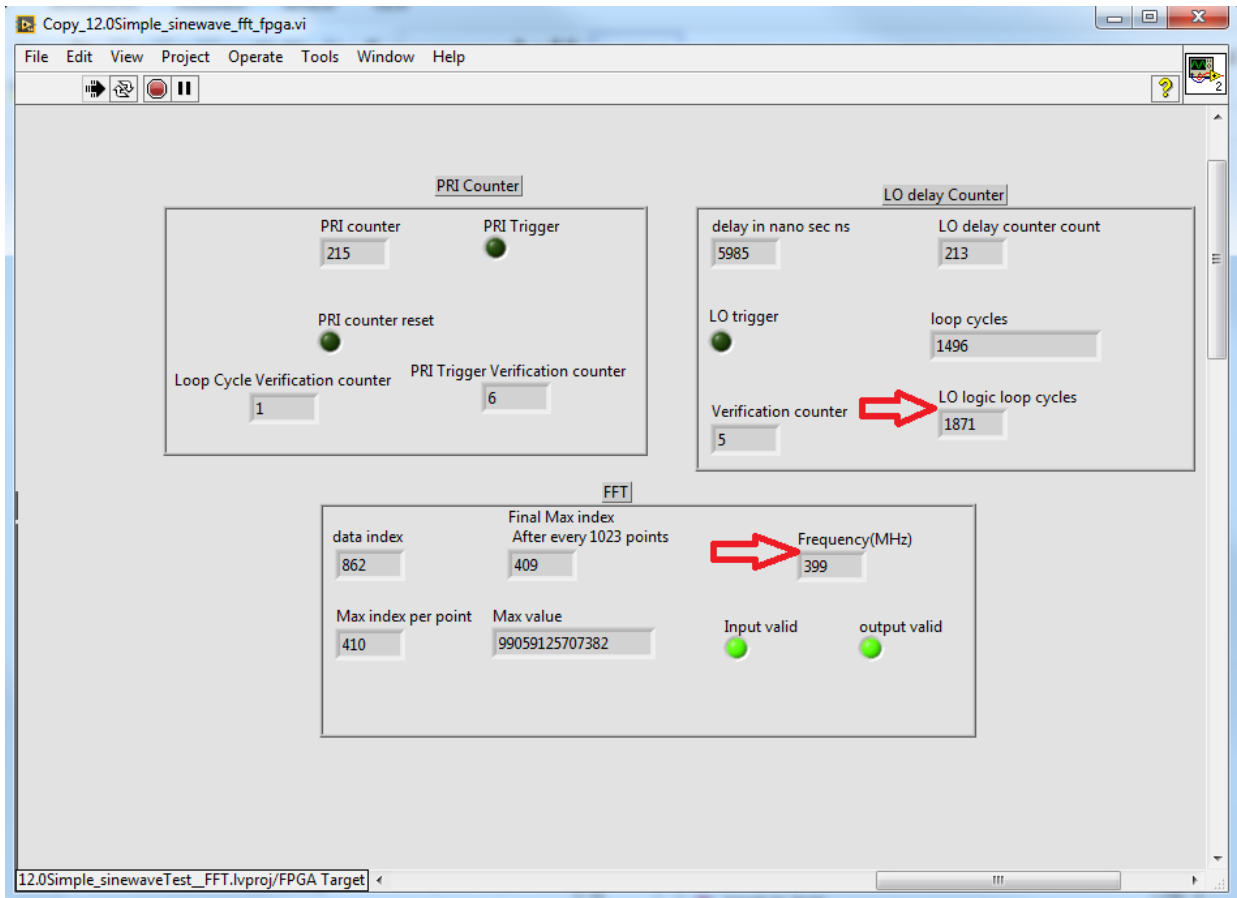 Copy_12.0Simple_sinewave_fft_fpga.vi
File Edit View Project Operate Tools Window Help
2
PRI Counter
PRI counter
215
PRI Trigger
PRI counter reset
Loop Cycle Verification counter
1
PRI Trigger Verification counter
6
LO delay Counter
delay in nano sec ns
5985
LO delay counter count
213
LO trigger
loop cycles
1496
Verification counter
5
LO logic loop cycles
1871
FFT
data index
862
Final Max index
After every 1023 points
409
Frequency(MHz)
399
Max index per point
410
Max value
99059125707382
Input valid
output valid
12.0Simple_sinewaveTest__FFT.lvproj/FPGA Target